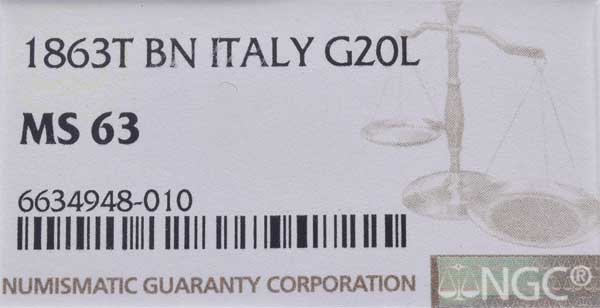 1863T BN ITALY G20L
MS 63
6634948-010
NUMISMATIC GUARANTY CORPORATION
NGC®